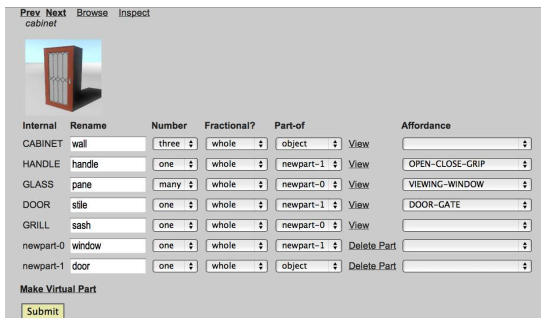 Prev Next Browse Inspect
cabinet
Internal Rename Number Fractional? Part-of Affordance
CABINET wall three whole object View
HANDLE handle one whole newpart-1 View OPEN-CLOSE-GRIP
GLASS pane many whole newpart-0 View VIEWING-WINDOW
DOOR stile one whole newpart-1 View DOOR-GATE
GRILL sash one whole newpart-0 View
newpart-0 window one whole newpart-1 Delete Part
newpart-1 door one whole object Delete Part
Make Virtual Part
Submit